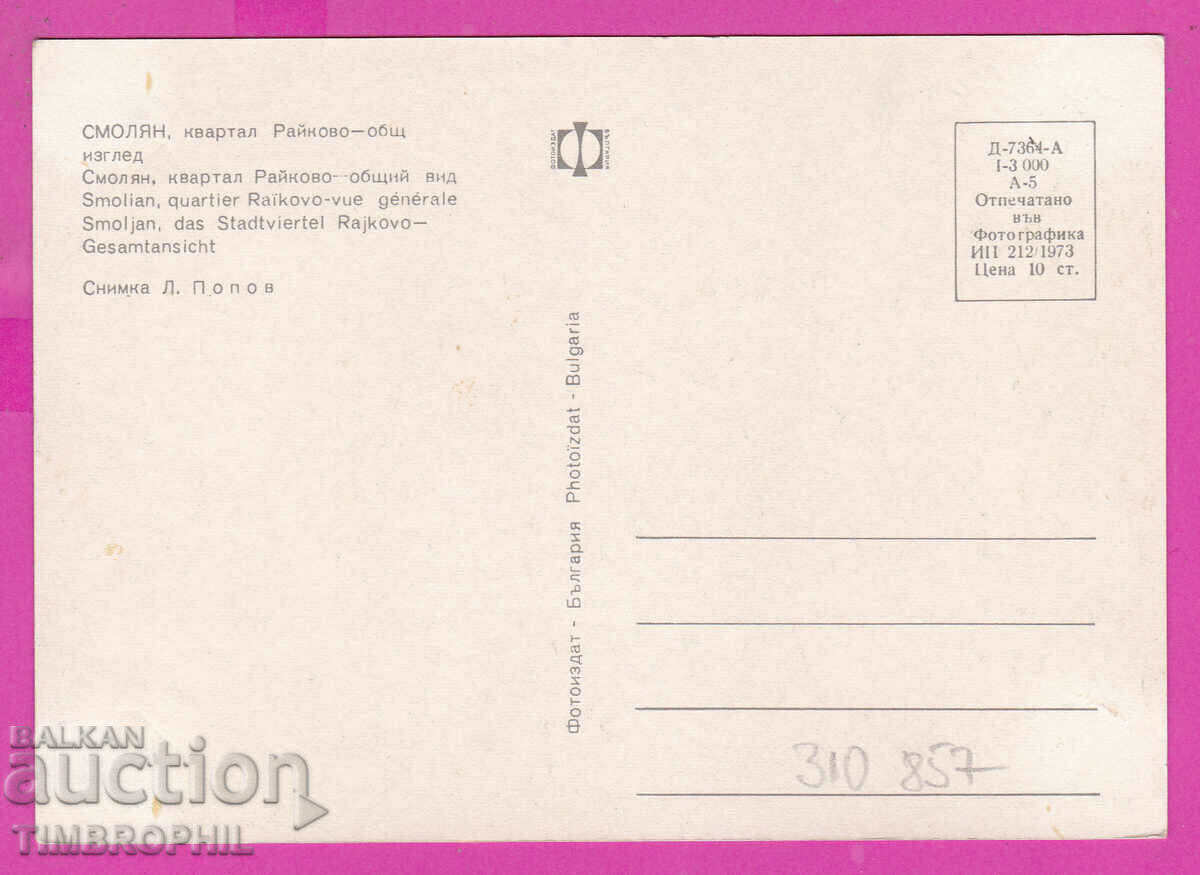 СМОЛЯН, квартал Райково—общ
изглед
Смолян, квартал Райково--общий вид
Smolian, quartier Raïkovo-vue générale
Smoljan, das Stadtviertel Rajkovo—
Gesamtansicht
Снимка Л. Попов
ФОТОИЗДАТ
БЪЛГАРИЯ
Фотоиздат - България Photoïzdat - Bulgaria
Д-7364-А
I-3 000
А-5
Отпечатано
във
Фотографика
ИП 212/1973
Цена 10 ст.
310 857
BALKAN
auction
TIMBROPHIL